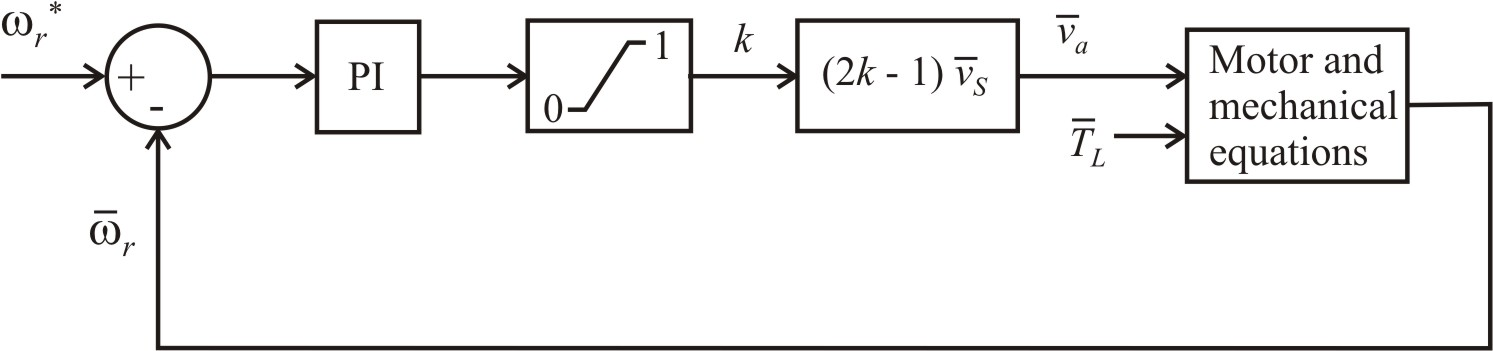 ωr*
+
-
PI
0
1
k
(2k - 1) v̄S
v̄a
T̄L
Motor and
mechanical
equations
ω̄r